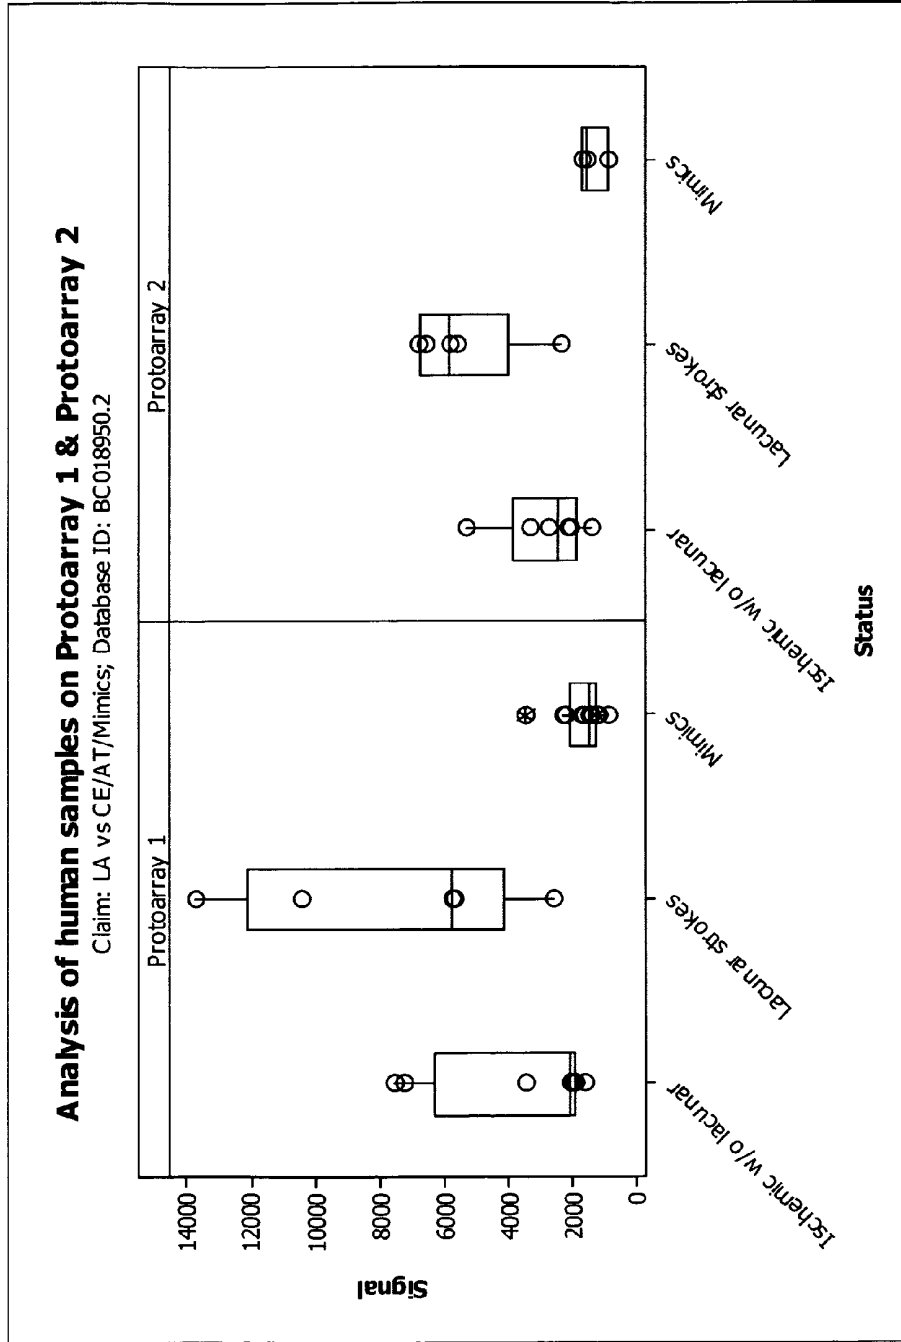 Analysis of human samples on Protoarray 1 & Protoarray 2
Claim: LA vs CE/AT/Mimics; Database ID: BC018950.2
Protoarray 1
Protoarray 2
Signal
14000
12000
10000
8000
6000
4000
2000
0
Ischemic w/o lacunar
Lacunar strokes
Mimics
Ischemic w/o lacunar
Lacunar strokes
Mimics
Status